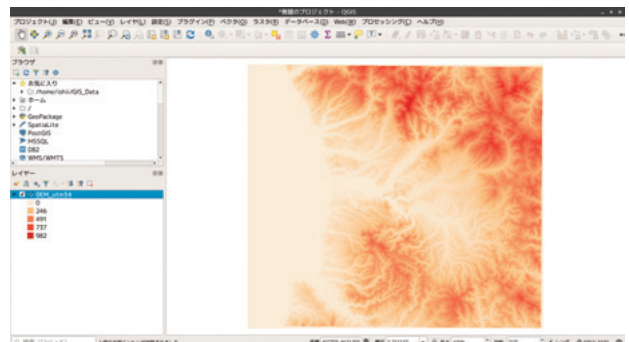 *無題のプロジェクト - QGIS
プロジェクト(J) 編集(E) ビュー(V) レイヤ(L) 設定(S) プラグイン(P) ベクタ(O) ラスタ(R) データベース(D) Web(W) プロセッシング(C) ヘルプ(H)
ブラウザ
お気に入り
/home/ishii/GIS_Data
ホーム
/
GeoPackage
SpatiaLite
PostGIS
MSSQL
DB2
WMS/WMTS
レイヤー
DEM_utm54
0
246
491
737
982